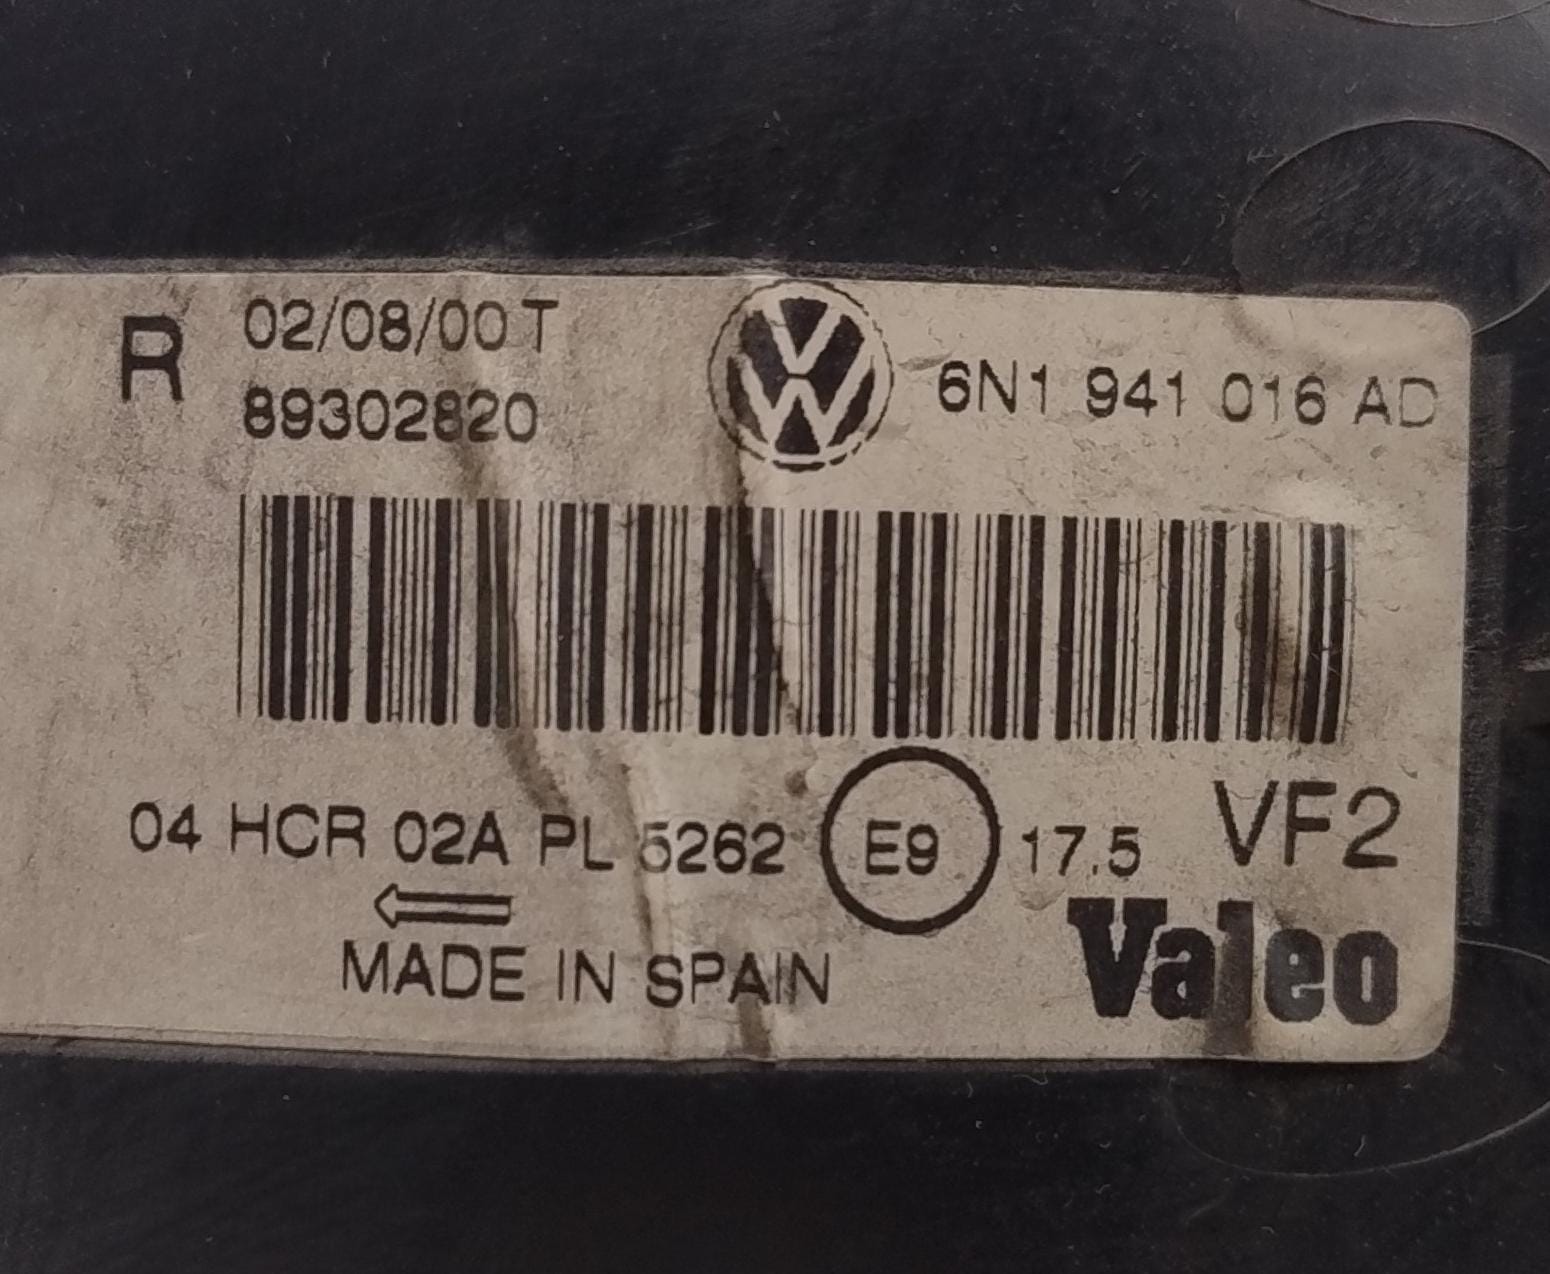 R 02/08/00 T
89302820
6N1 941 016 AD
04 HCR 02A PL 5262 E9 17.5 VF2
MADE IN SPAIN
Valeo